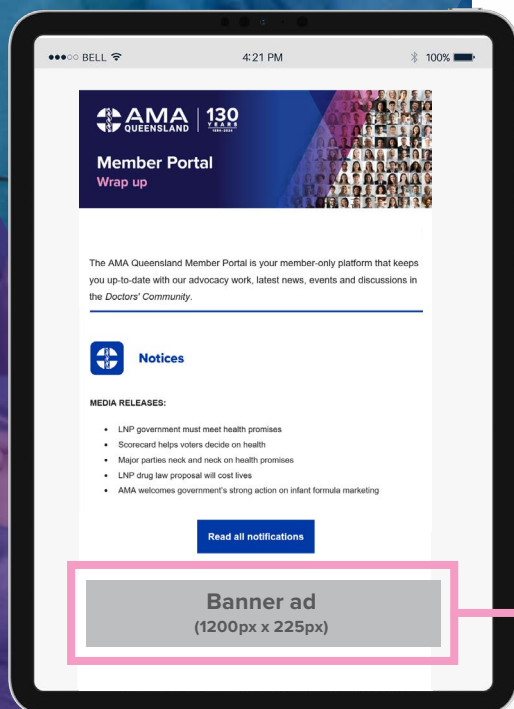 BELL
4:21 PM
100%
AMA
QUEENSLAND
130
YEARS
Member Portal
Wrap up
The AMA Queensland Member Portal is your member-only platform that keeps
you up-to-date with our advocacy work, latest news, events and discussions in
the Doctors' Community.
Notices
MEDIA RELEASES:
• LNP government must meet health promises
• Scorecard helps voters decide on health
• Major parties neck and neck on health promises
• LNP drug law proposal will cost lives
• AMA welcomes government's strong action on infant formula marketing
Read all notifications
Banner ad
(1200px x 225px)